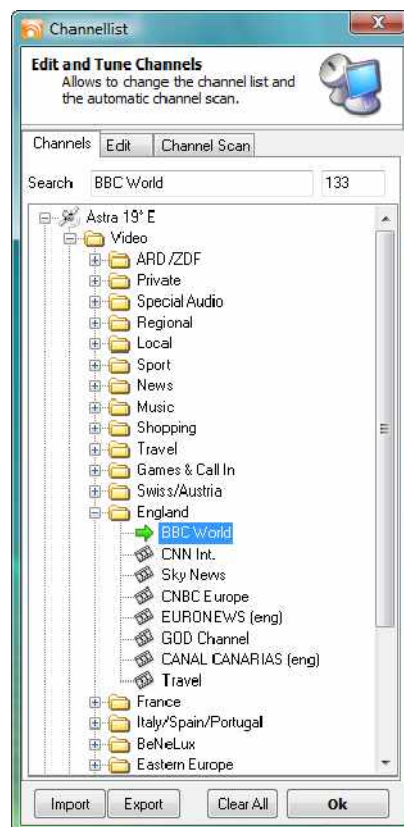 Channellist
Edit and Tune Channels
Allows to change the channel list and
the automatic channel scan.
Channels Edit Channel Scan
Search BBC World 133
Astra 19° E
Video
ARD/ZDF
Private
Special Audio
Regional
Local
Sport
News
Music
Shopping
Travel
Games & Call In
Swiss/Austria
England
BBC World
CNN Int.
Sky News
CNBC Europe
EURONEWS (eng)
GOD Channel
CANAL CANARIAS (eng)
Travel
France
Italy/Spain/Portugal
BeNeLux
Eastern Europe
Import Export Clear All Ok